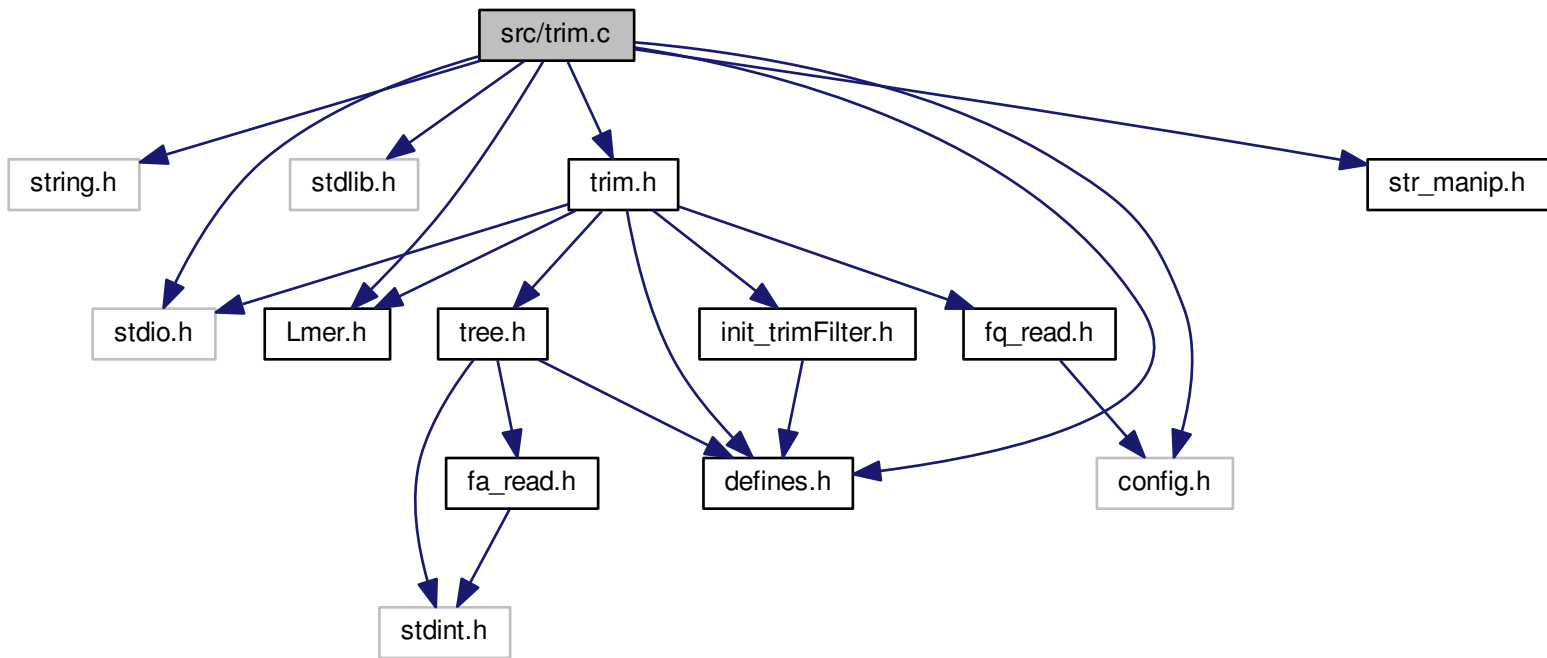 src/trim.c
string.h
stdlib.h
trim.h
str_manip.h
stdio.h
Lmer.h
tree.h
init_trimFilter.h
fq_read.h
fa_read.h
defines.h
config.h
stdint.h